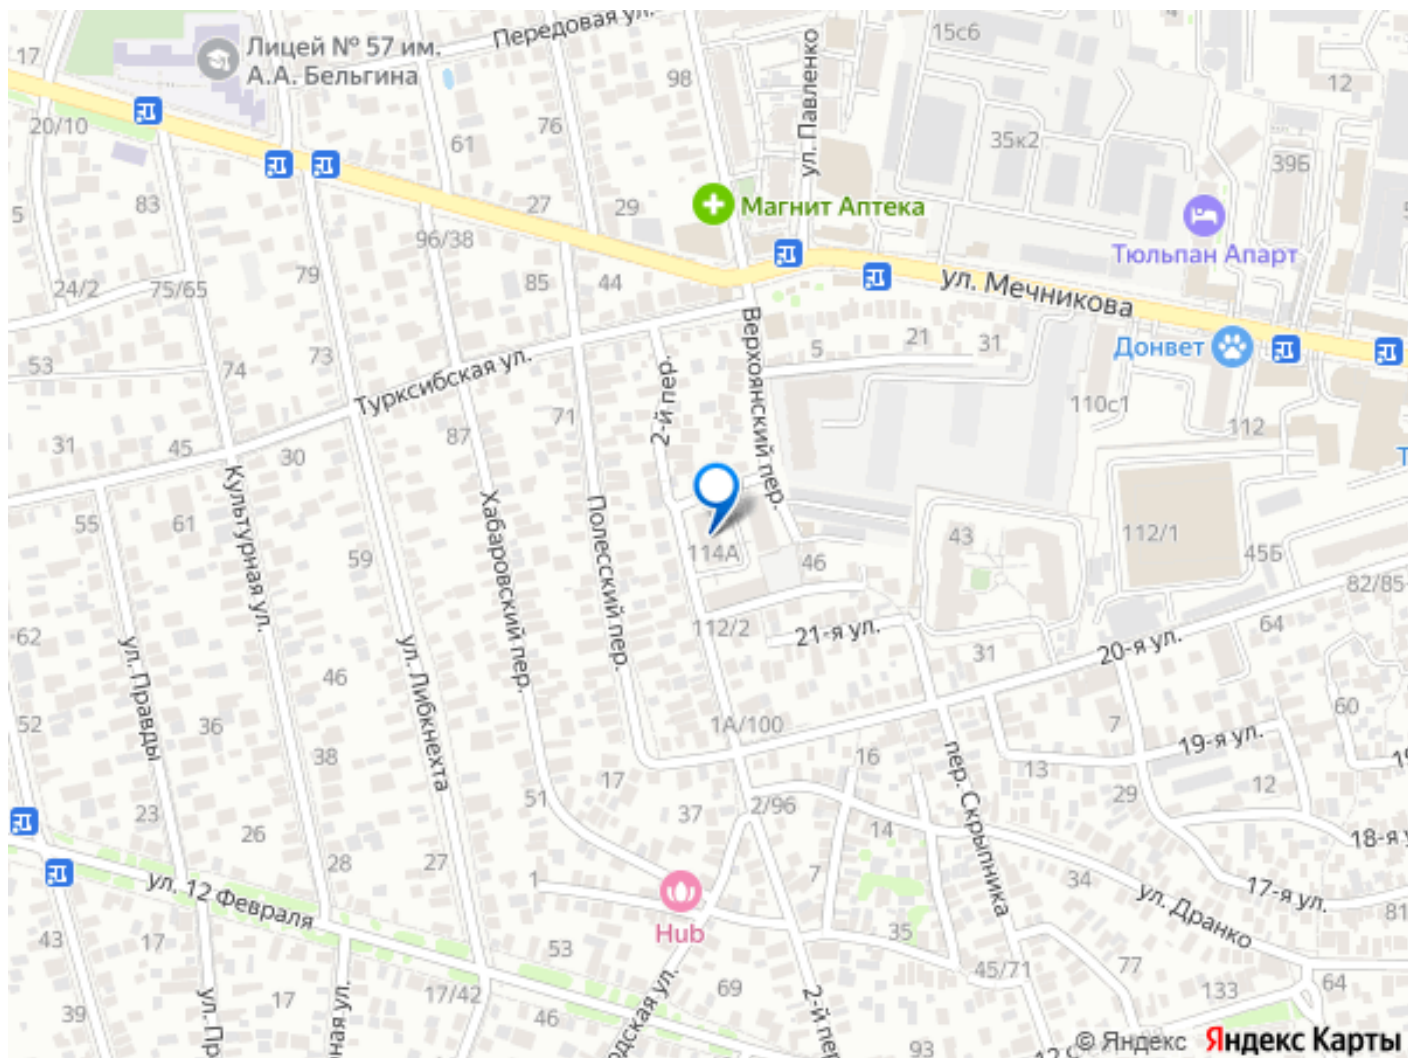 Передовая ул.
15с6
17
Лицей № 57 им.
А.А. Бельгина
98
12
ул. Павленко
20/10
61
76
35к2
39Б
83
27
29
Магнит Аптека
5
96/38
Тюльпан Апарт
24/2
75/65
79
85
44
ул. Мечникова
Верхоянский пер.
5
21
31
Донвет
53
74
73
Турксибская ул.
2-й пер.
110с1
112
31
45
30
87
71
Культурная ул.
Хабаровский пер.
Полесский пер.
55
61
59
114А
46
43
112/1
45Б
82/85
62
ул. Правды
ул. Либкнехта
112/2
21-я ул.
31
20-я ул.
64
46
52
36
38
1А/100
16
пер. Скрыпника
7
19-я ул.
60
17
13
12
23
26
51
37
2/96
14
29
18-я
28
27
1
7
34
17-я ул.
ул. 12 Февраля
Hub
ул. Дранко
81
43
17
53
35
45/71
77
64
39
17
17/42
46
69
2-й пер
93
133
© Яндекс
Яндекс Карты